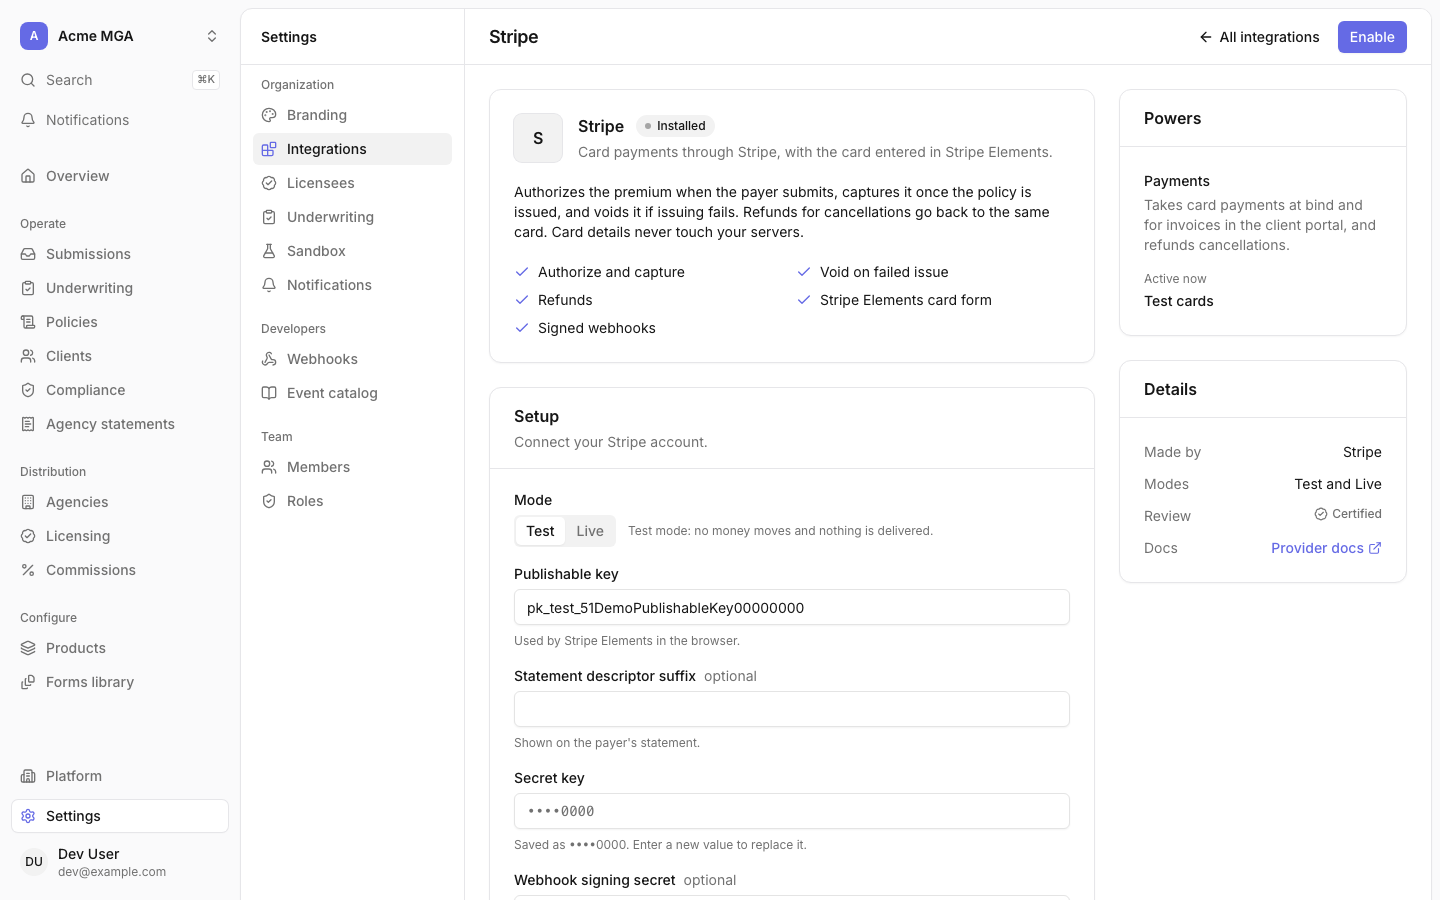 A
Acme MGA
Search
⌘K
Notifications
Overview
Operate
Submissions
Underwriting
Policies
Clients
Compliance
Agency statements
Distribution
Agencies
Licensing
Commissions
Configure
Products
Forms library
Platform
Settings
DU
Dev User
dev@example.com
Settings
Organization
Branding
Integrations
Licensees
Underwriting
Sandbox
Notifications
Developers
Webhooks
Event catalog
Team
Members
Roles
Stripe
All integrations
Enable
S
Stripe
Installed
Card payments through Stripe, with the card entered in Stripe Elements.
Authorizes the premium when the payer submits, captures it once the policy is
issued, and voids it if issuing fails. Refunds for cancellations go back to the same
card. Card details never touch your servers.
Authorize and capture
Void on failed issue
Refunds
Stripe Elements card form
Signed webhooks
Setup
Connect your Stripe account.
Mode
Test
Live
Test mode: no money moves and nothing is delivered.
Publishable key
pk_test_51DemoPublishableKey00000000
Used by Stripe Elements in the browser.
Statement descriptor suffix optional
Shown on the payer's statement.
Secret key
••••0000
Saved as ••••0000. Enter a new value to replace it.
Webhook signing secret optional
Powers
Payments
Takes card payments at bind and
for invoices in the client portal, and
refunds cancellations.
Active now
Test cards
Details
Made by
Stripe
Modes
Test and Live
Review
Certified
Docs
Provider docs